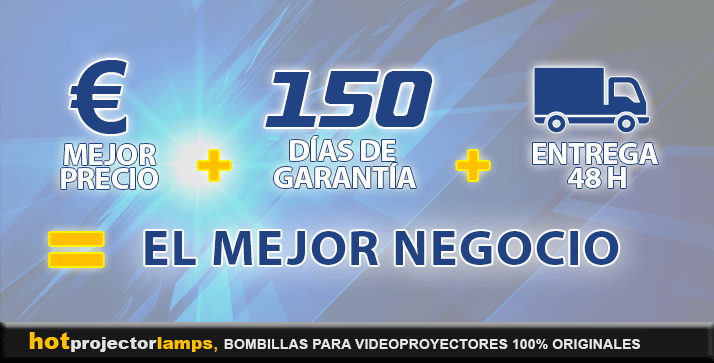 €
MEJOR
PRECIO
+
150
DÍAS DE
GARANTÍA
+
ENTREGA
48 H
= EL MEJOR NEGOCIO
hotprojectorlamps, BOMBILLAS PARA VIDEOPROYECTORES 100% ORIGINALES